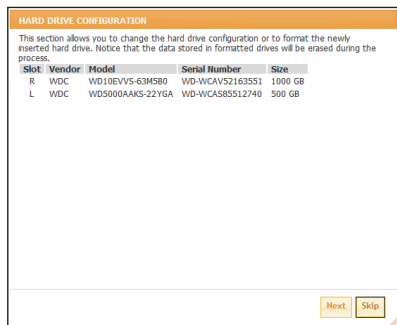 HARD DRIVE CONFIGURATION
This section allows you to change the hard drive configuration or to format the newly
inserted hard drive. Notice that the data stored in formatted drives will be erased during the
process.
Slot Vendor Model Serial Number Size
R WDC WD10EVVS-63M5B0 WD-WCAV52163551 1000 GB
L WDC WD5000AAKS-22YGA WD-WCAS85512740 500 GB
Next Skip